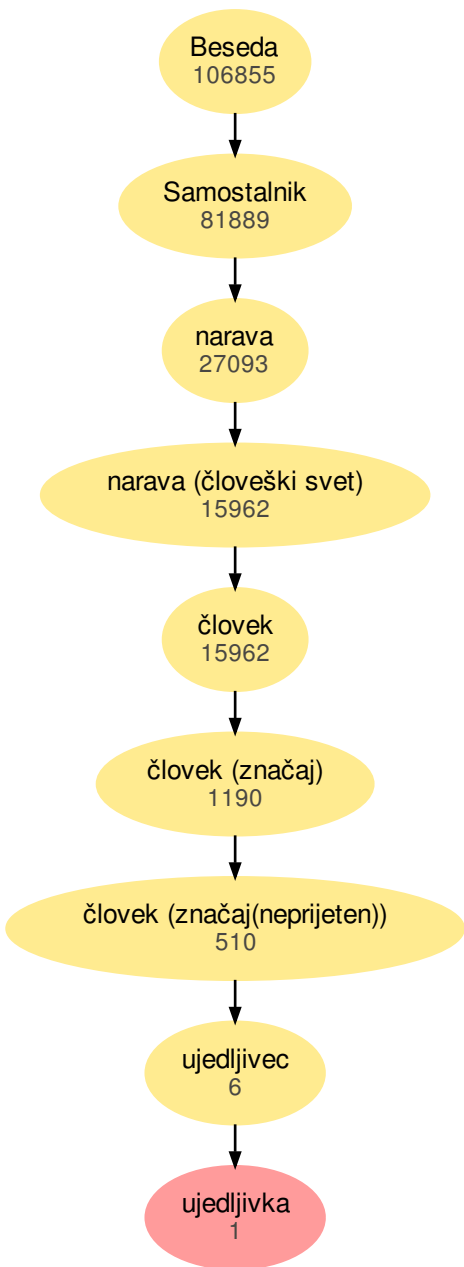 Beseda
106855
Samostalnik
81889
narava
27093
narava (človeški svet)
15962
človek
15962
človek (značaj)
1190
človek (značaj(neprijeten))
510
ujedljivec
6
ujedljivka
1